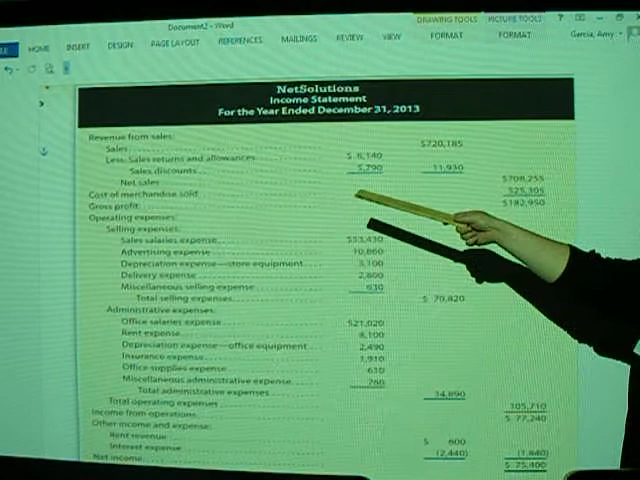 Document2 - Word
DRAWING TOOLS PICTURE TOOLS ?
HOME INSERT DESIGN PAGE LAYOUT REFERENCES MAILINGS REVIEW VIEW FORMAT FORMAT Garcia, Amy
NetSolutions
Income Statement
For the Year Ended December 31, 2013
Revenue from sales:
Sales $720,185
Less: Sales returns and allowances $ 6,140
Sales discounts 5,790 11,930
Net sales $708,255
Cost of merchandise sold 525,305
Gross profit $182,950
Operating expenses:
Selling expenses:
Sales salaries expense $53,430
Advertising expense 10,860
Depreciation expense—store equipment 3,100
Delivery expense 2,800
Miscellaneous selling expense 630
Total selling expenses $ 70,820
Administrative expenses:
Office salaries expense $21,020
Rent expense 8,100
Depreciation expense—office equipment 2,490
Insurance expense 1,910
Office supplies expense 610
Miscellaneous administrative expense 760
Total administrative expenses 34,890
Total operating expenses 105,710
Income from operations $ 77,240
Other income and expense:
Rent revenue $ 600
Interest expense (2,440) (1,840)
Net income $ 75,400